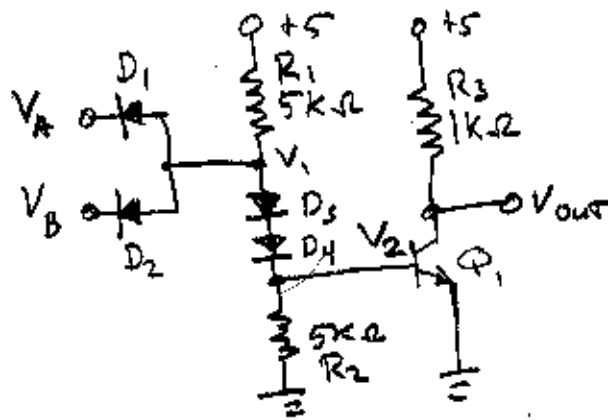 +5
+5
D1
R1
5KΩ
R3
1KΩ
VA
V1
VB
D2
D3
D4
VOUT
V2
Q1
5KΩ
R2